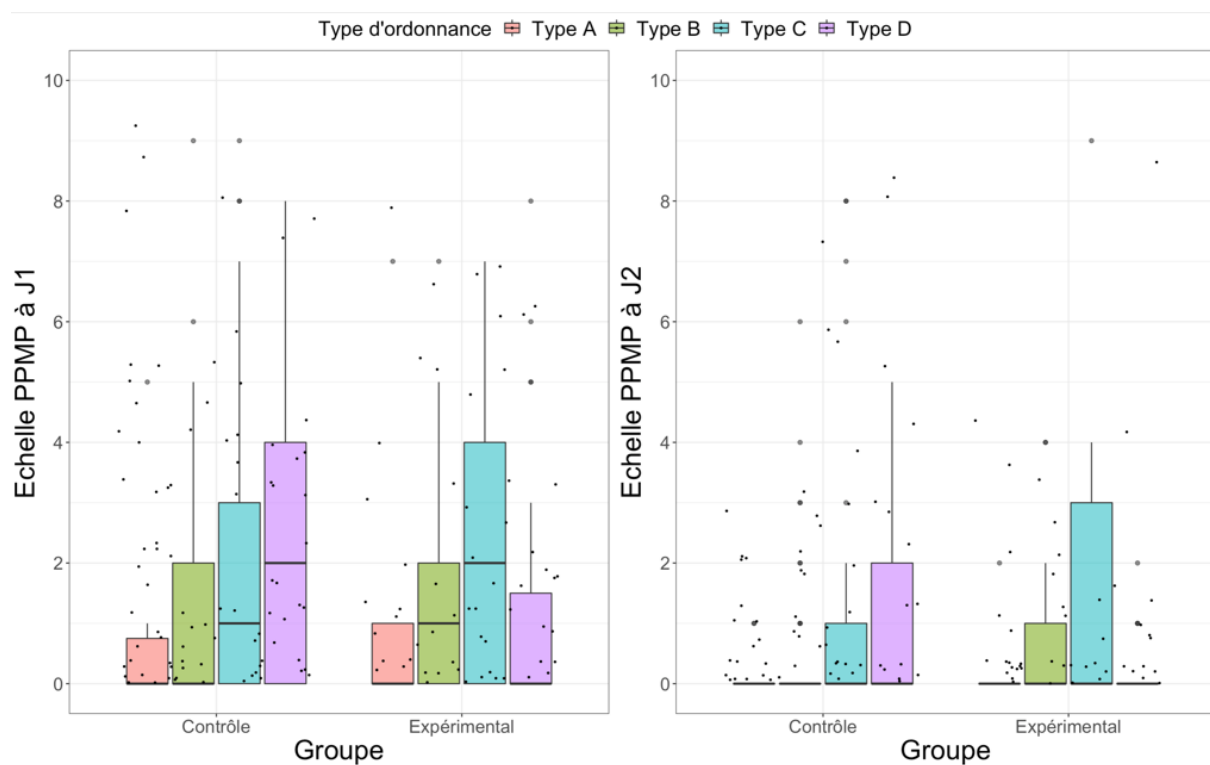 Type d'ordonnance Type A Type B Type C Type D
Echelle PPMP à J1
10
8
6
4
2
0
Contrôle
Expérimental
Groupe
Echelle PPMP à J2
10
8
6
4
2
0
Contrôle
Expérimental
Groupe